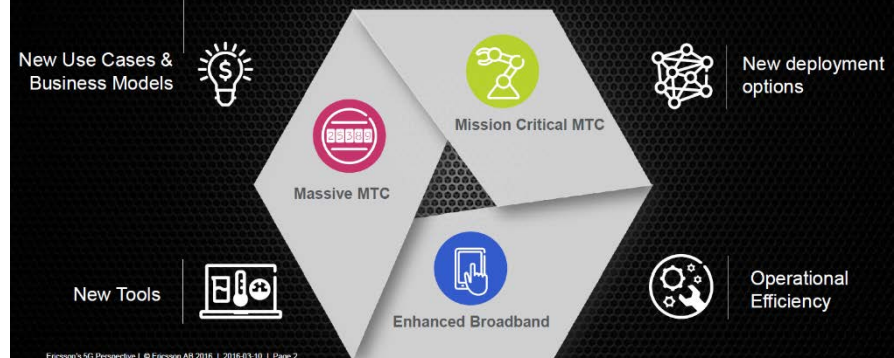 New Use Cases &
Business Models
$
Mission Critical MTC
New deployment
options
25389
Massive MTC
New Tools
Enhanced Broadband
Operational
Efficiency
Ericsson's 5G Perspective | © Ericsson AB 2016 | 2016-03-10 | Page 2